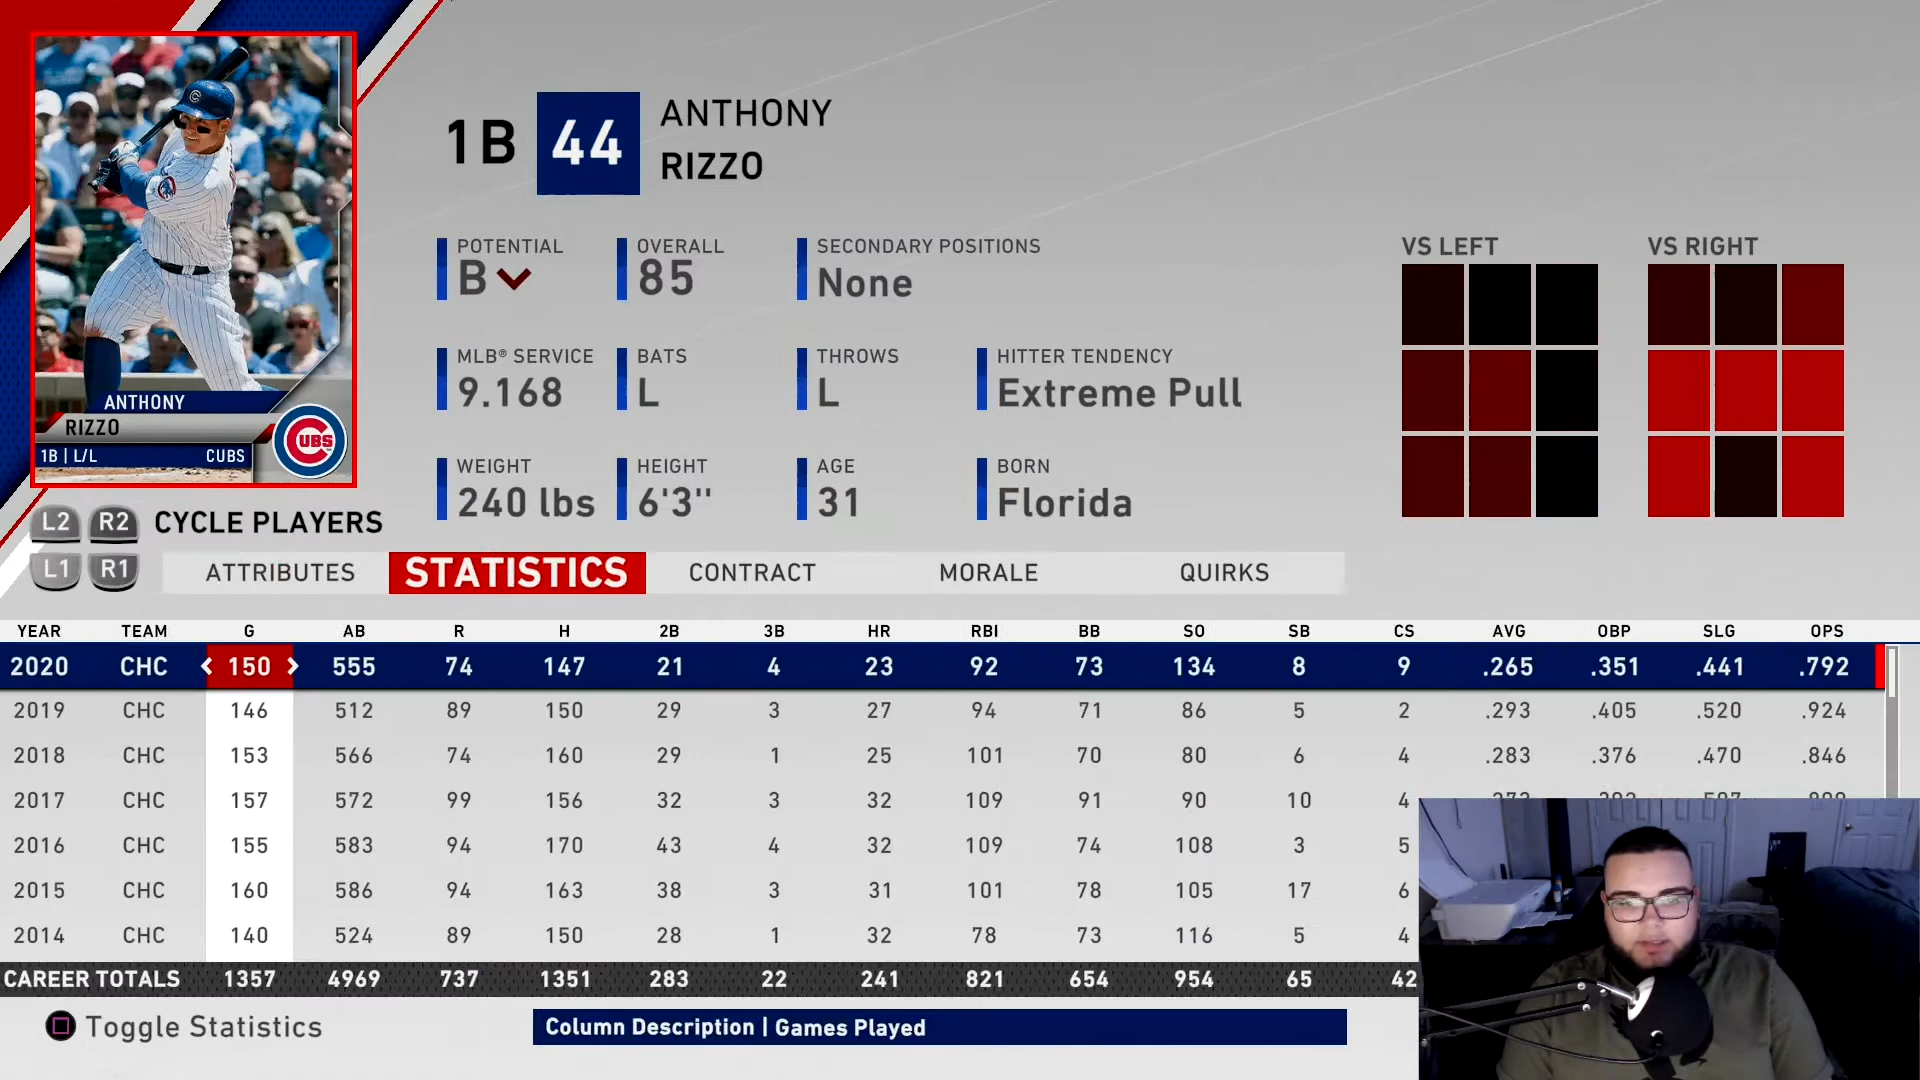 1B 44 ANTHONY
RIZZO
POTENTIAL OVERALL SECONDARY POSITIONS
B 85 None
VS LEFT VS RIGHT
MLB® SERVICE BATS THROWS HITTER TENDENCY
9.168 L L Extreme Pull
WEIGHT HEIGHT AGE BORN
240 lbs 6'3'' 31 Florida
ANTHONY
RIZZO
1B | L/L CUBS
CUBS
L2 R2 CYCLE PLAYERS
L1 R1 ATTRIBUTES STATISTICS CONTRACT MORALE QUIRKS
YEAR TEAM G AB R H 2B 3B HR RBI BB SO SB CS AVG OBP SLG OPS
2020 CHC 150 555 74 147 21 4 23 92 73 134 8 9 .265 .351 .441 .792
2019 CHC 146 512 89 150 29 3 27 94 71 86 5 2 .293 .405 .520 .924
2018 CHC 153 566 74 160 29 1 25 101 70 80 6 4 .283 .376 .470 .846
2017 CHC 157 572 99 156 32 3 32 109 91 90 10 4
2016 CHC 155 583 94 170 43 4 32 109 74 108 3 5
2015 CHC 160 586 94 163 38 3 31 101 78 105 17 6
2014 CHC 140 524 89 150 28 1 32 78 73 116 5 4
CAREER TOTALS 1357 4969 737 1351 283 22 241 821 654 954 65 42
Toggle Statistics
Column Description | Games Played